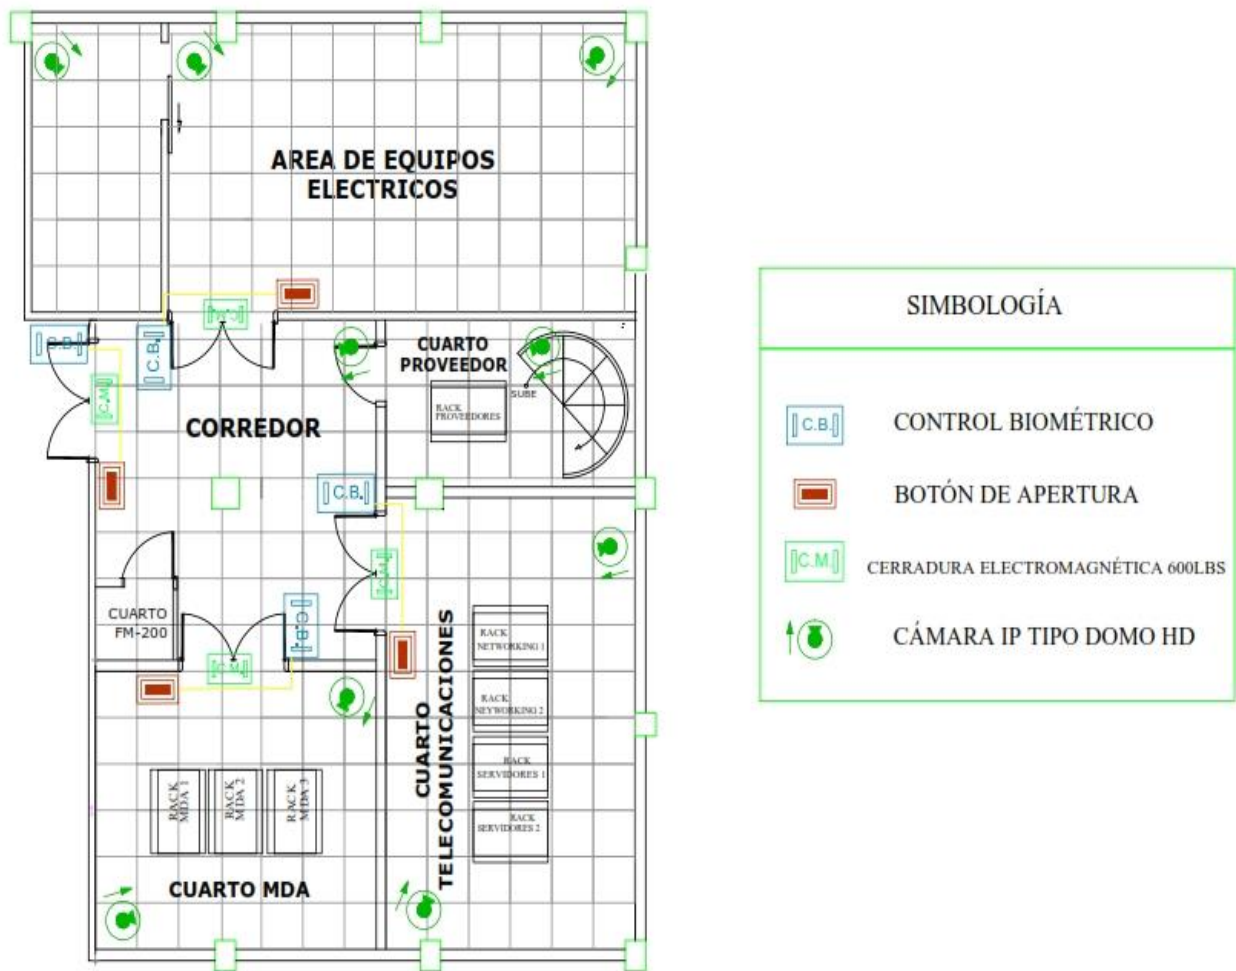 AREA DE EQUIPOS
ELECTRICOS
C.M.
C.B.
C.B.
C.M.
CUARTO
PROVEEDOR
SUBE
RACK
PROVEEDORES
CORREDOR
C.B.
C.M.
CUARTO
FM-200
C.B.
C.M.
CUARTO
TELECOMUNICACIONES
RACK
NETWORKING 1
RACK
NEYWORKING 2
RACK
SERVIDORES 1
RACK
SERVIDORES 2
RACK
MDA 1
RACK
MDA 2
RACK
MDA 3
CUARTO MDA
SIMBOLOGÍA
C.B. CONTROL BIOMÉTRICO
BOTÓN DE APERTURA
C.M. CERRADURA ELECTROMAGNÉTICA 600LBS
CÁMARA IP TIPO DOMO HD